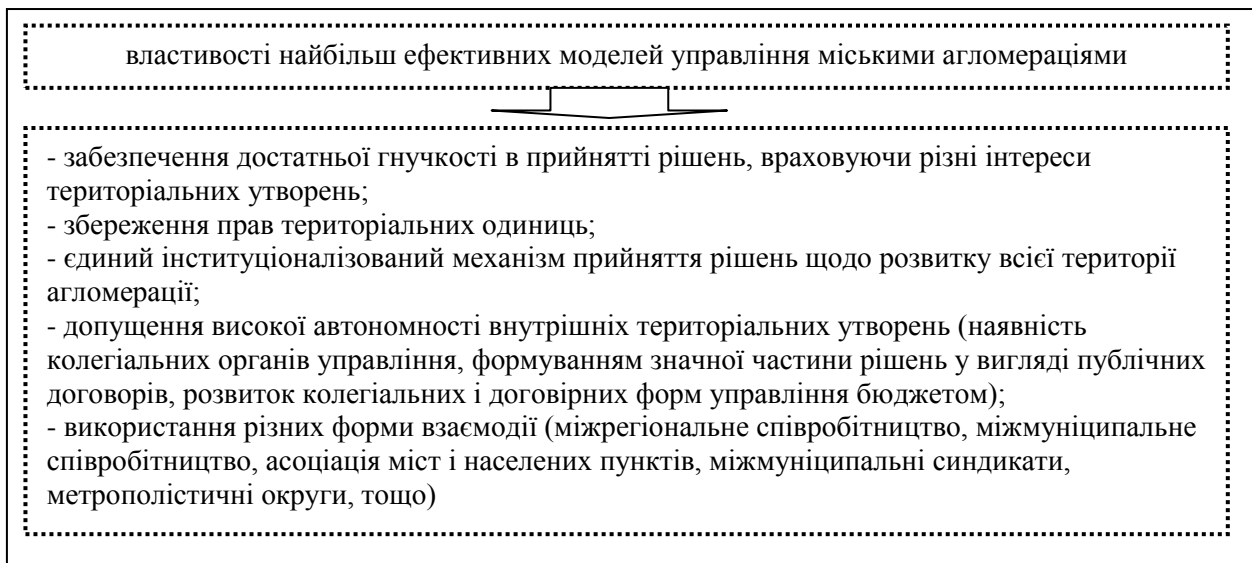 властивості найбільш ефективних моделей управління міськими агломераціями
- забезпечення достатньої гнучкості в прийнятті рішень, враховуючи різні інтереси
територіальних утворень;
- збереження прав територіальних одиниць;
- єдиний інституціоналізований механізм прийняття рішень щодо розвитку всієї території
агломерації;
- допущення високої автономності внутрішніх територіальних утворень (наявність
колегіальних органів управління, формуванням значної частини рішень у вигляді публічних
договорів, розвиток колегіальних і договірних форм управління бюджетом);
- використання різних форми взаємодії (міжрегіональне співробітництво, міжмуніципальне
співробітництво, асоціація міст і населених пунктів, міжмуніципальні синдикати,
метрополістичні округи, тощо)